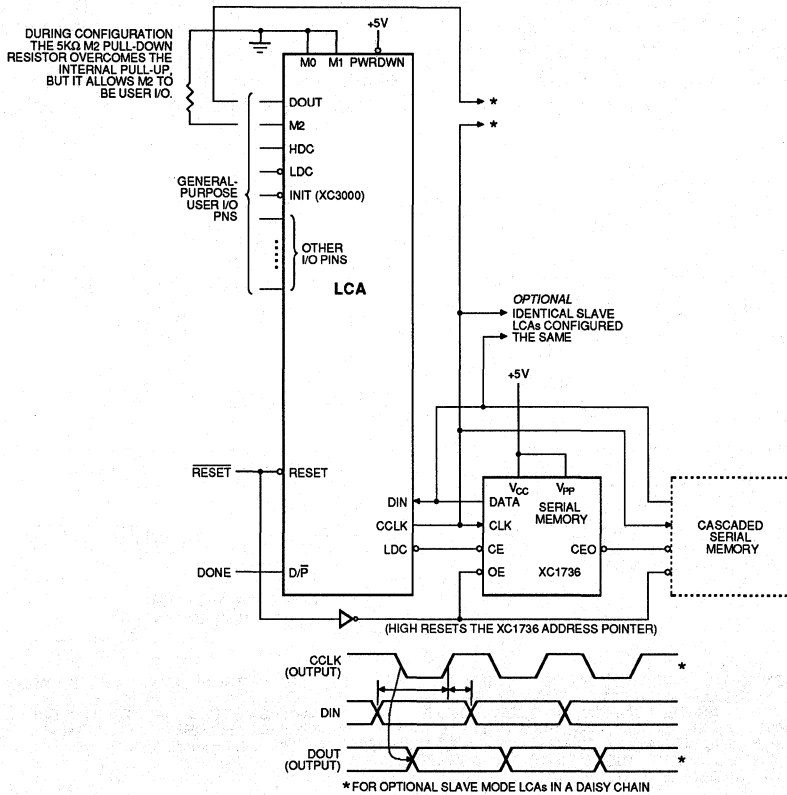 DURING CONFIGURATION
THE 5KΩ M2 PULL-DOWN
RESISTOR OVERCOMES THE
INTERNAL PULL-UP,
BUT IT ALLOWS M2 TO
BE USER I/O.
+5V
M0 M1 PWRDWN
DOUT
M2
HDC
LDC
INIT (XC3000)
GENERAL-
PURPOSE
USER I/O
PNS
OTHER
I/O PINS
LCA
*
*
OPTIONAL
IDENTICAL SLAVE
LCAs CONFIGURED
THE SAME
+5V
RESET
RESET
DIN
CCLK
LDC
DONE
D/P
VCC VPP
DATA
SERIAL
MEMORY
CLK
CE
CEO
OE
XC1736
CASCADED
SERIAL
MEMORY
(HIGH RESETS THE XC1736 ADDRESS POINTER)
CCLK
(OUTPUT)
*
DIN
DOUT
(OUTPUT)
*
* FOR OPTIONAL SLAVE MODE LCAs IN A DAISY CHAIN